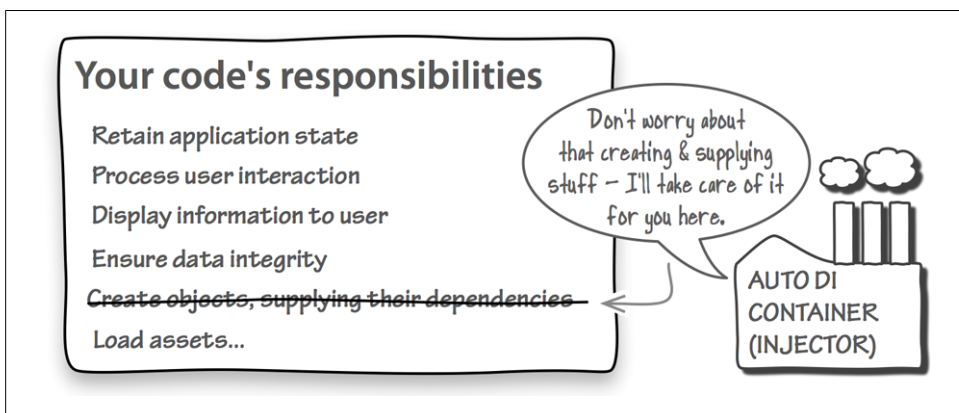 Your code's responsibilities
Retain application state
Process user interaction
Display information to user
Ensure data integrity
Create objects, supplying their dependencies
Load assets...
Don't worry about
that creating & supplying
stuff – I'll take care of it
for you here.
AUTO DI
CONTAINER
(INJECTOR)